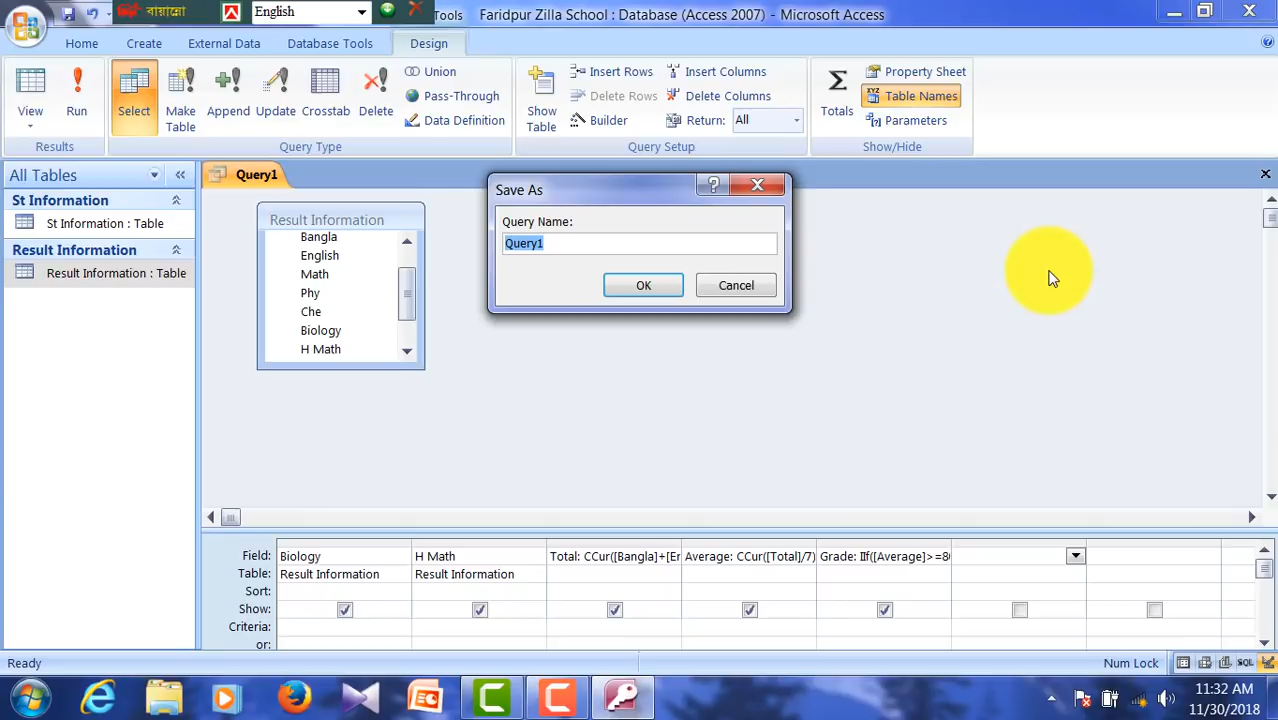 বায়ান্নো
English
Tools
Faridpur Zilla School : Database (Access 2007) - Microsoft Access
Home
Create
External Data
Database Tools
Design
View
Run
Results
Select
Make Table
Append
Update
Crosstab
Delete
Union
Pass-Through
Data Definition
Query Type
Show Table
Insert Rows
Delete Rows
Builder
Insert Columns
Delete Columns
Return:
All
Query Setup
Totals
Property Sheet
Table Names
Parameters
Show/Hide
All Tables
St Information
St Information : Table
Result Information
Result Information : Table
Query1
Result Information
Bangla
English
Math
Phy
Che
Biology
H Math
Save As
Query Name:
Query1
OK
Cancel
Field:
Biology
H Math
Total: CCur([Bangla]+[En
Average: CCur([Total]/7)
Grade: IIf([Average]>=80
Table:
Result Information
Result Information
Sort:
Show:
Criteria:
or:
Ready
Num Lock
SQL
11:32 AM
11/30/2018